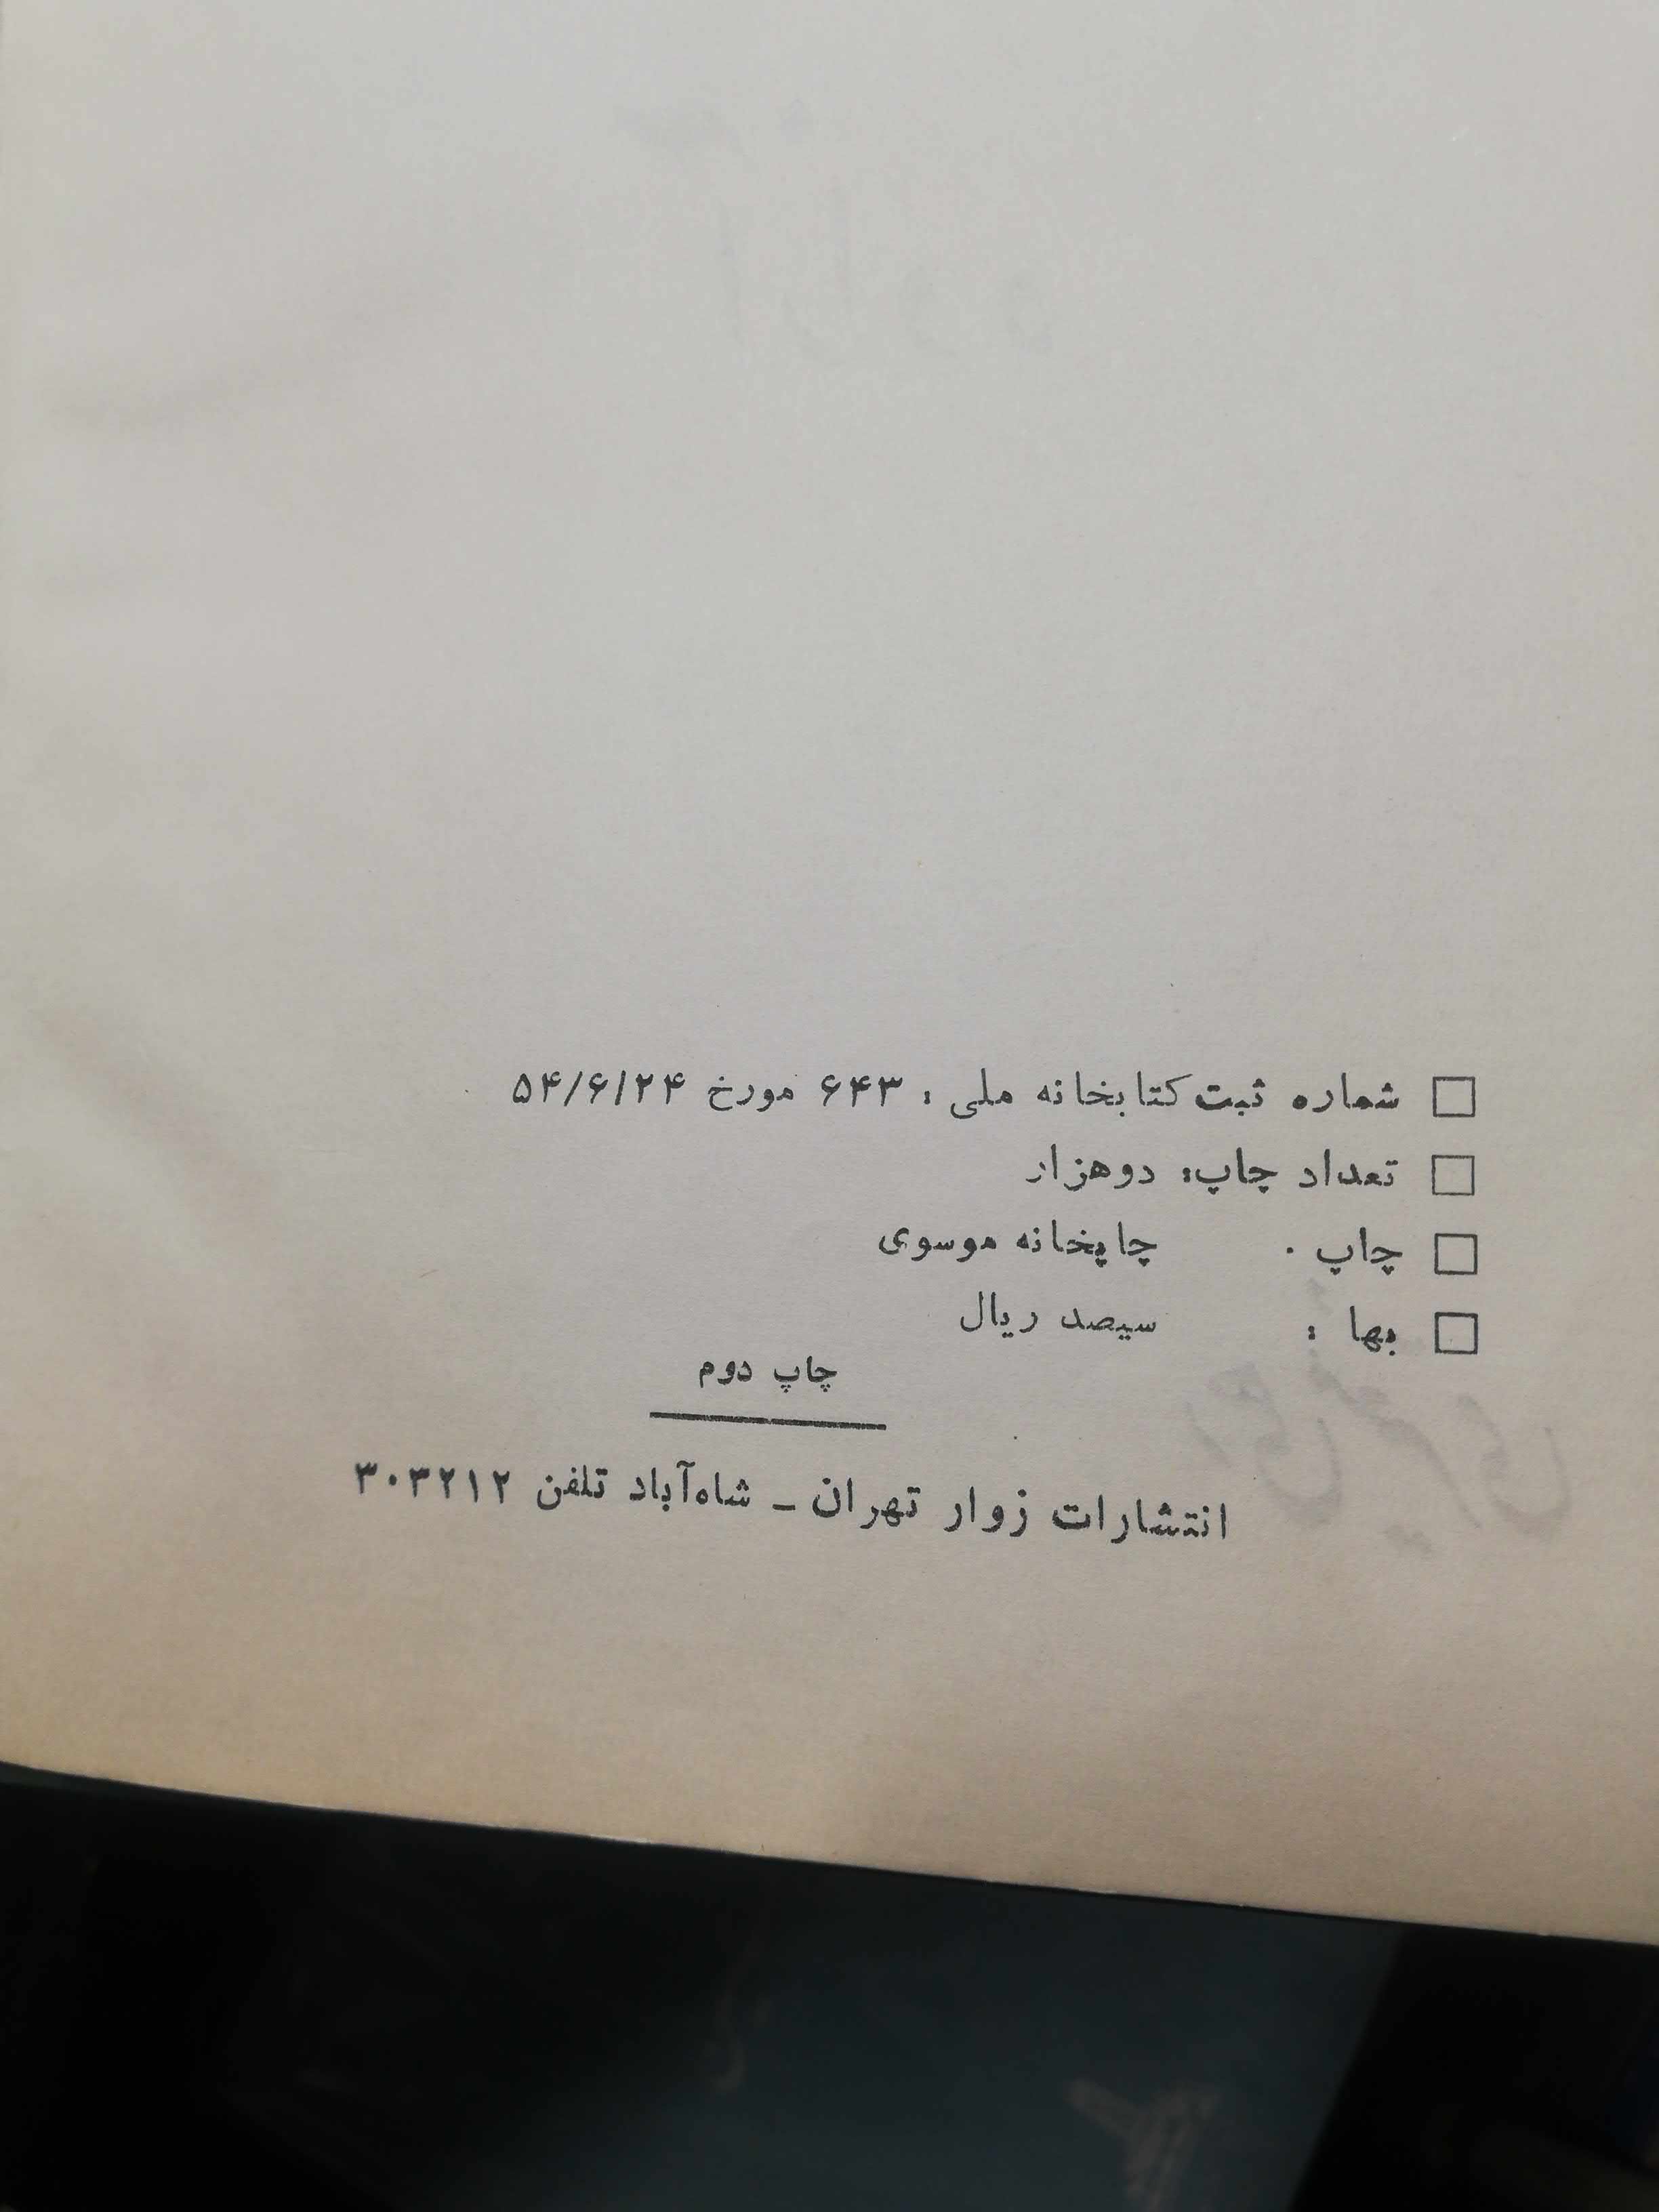 □ شماره ثبت کتابخانه ملی : ۶۴۳ مورخ ۵۴/۶/۲۴
□ تعداد چاپ: دوهزار
□ چاپ . چاپخانه موسوی
□ بها : سیصد ریال
چاپ دوم
انتشارات زوار تهران ـ شاه‌آباد تلفن ۳۰۳۲۱۲